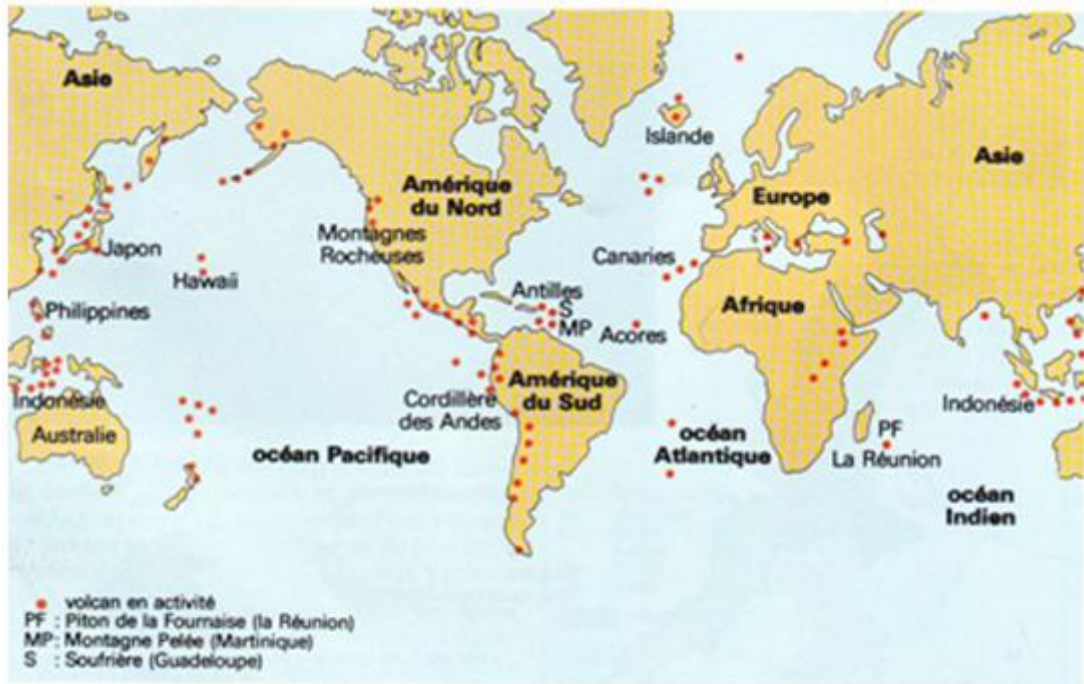 Asie
Islande
Asie
Amérique
du Nord
Europe
Montagnes
Rocheuses
Japon
Canaries
Hawaii
Antilles
S
Philippines
MP
Acores
Afrique
Indonésie
Cordillère
des Andes
Amérique
du Sud
Indonésie
Australie
océan Pacifique
océan
Atlantique
PF
La Réunion
océan
Indien
volcan en activité
PF : Piton de la Fournaise (la Réunion)
MP : Montagne Pelée (Martinique)
S : Soufrière (Guadeloupe)